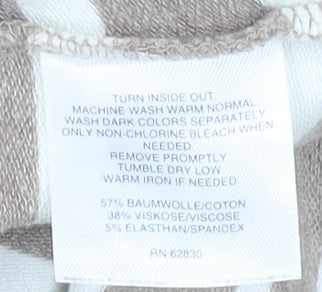 TURN INSIDE OUT
MACHINE WASH WARM NORMAL
WASH DARK COLORS SEPARATELY
ONLY NON-CHLORINE BLEACH WHEN
NEEDED
REMOVE PROMPTLY
TUMBLE DRY LOW
WARM IRON IF NEEDED
57% BAUMWOLLE/COTON
38% VISKOSE/VISCOSE
5% ELASTHAN/SPANDEX
RN 62830